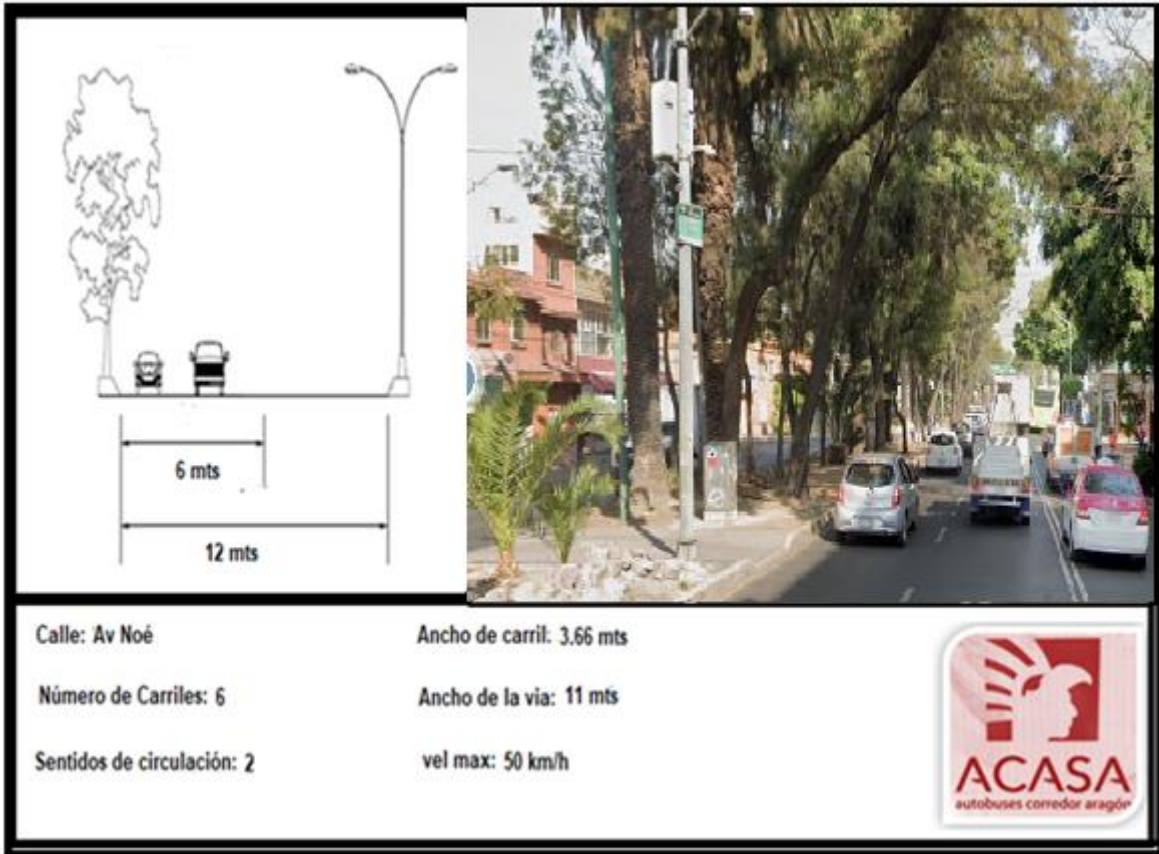 6 mts
12 mts
Calle: Av Noé
Ancho de carril: 3.66 mts
Número de Carriles: 6
Ancho de la via: 11 mts
Sentidos de circulación: 2
vel max: 50 km/h
ACASA
autobuses corredor aragón